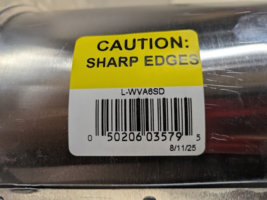 CAUTION:
SHARP EDGES
L-WVA6SD
0 50206 03579 5
8/11/25